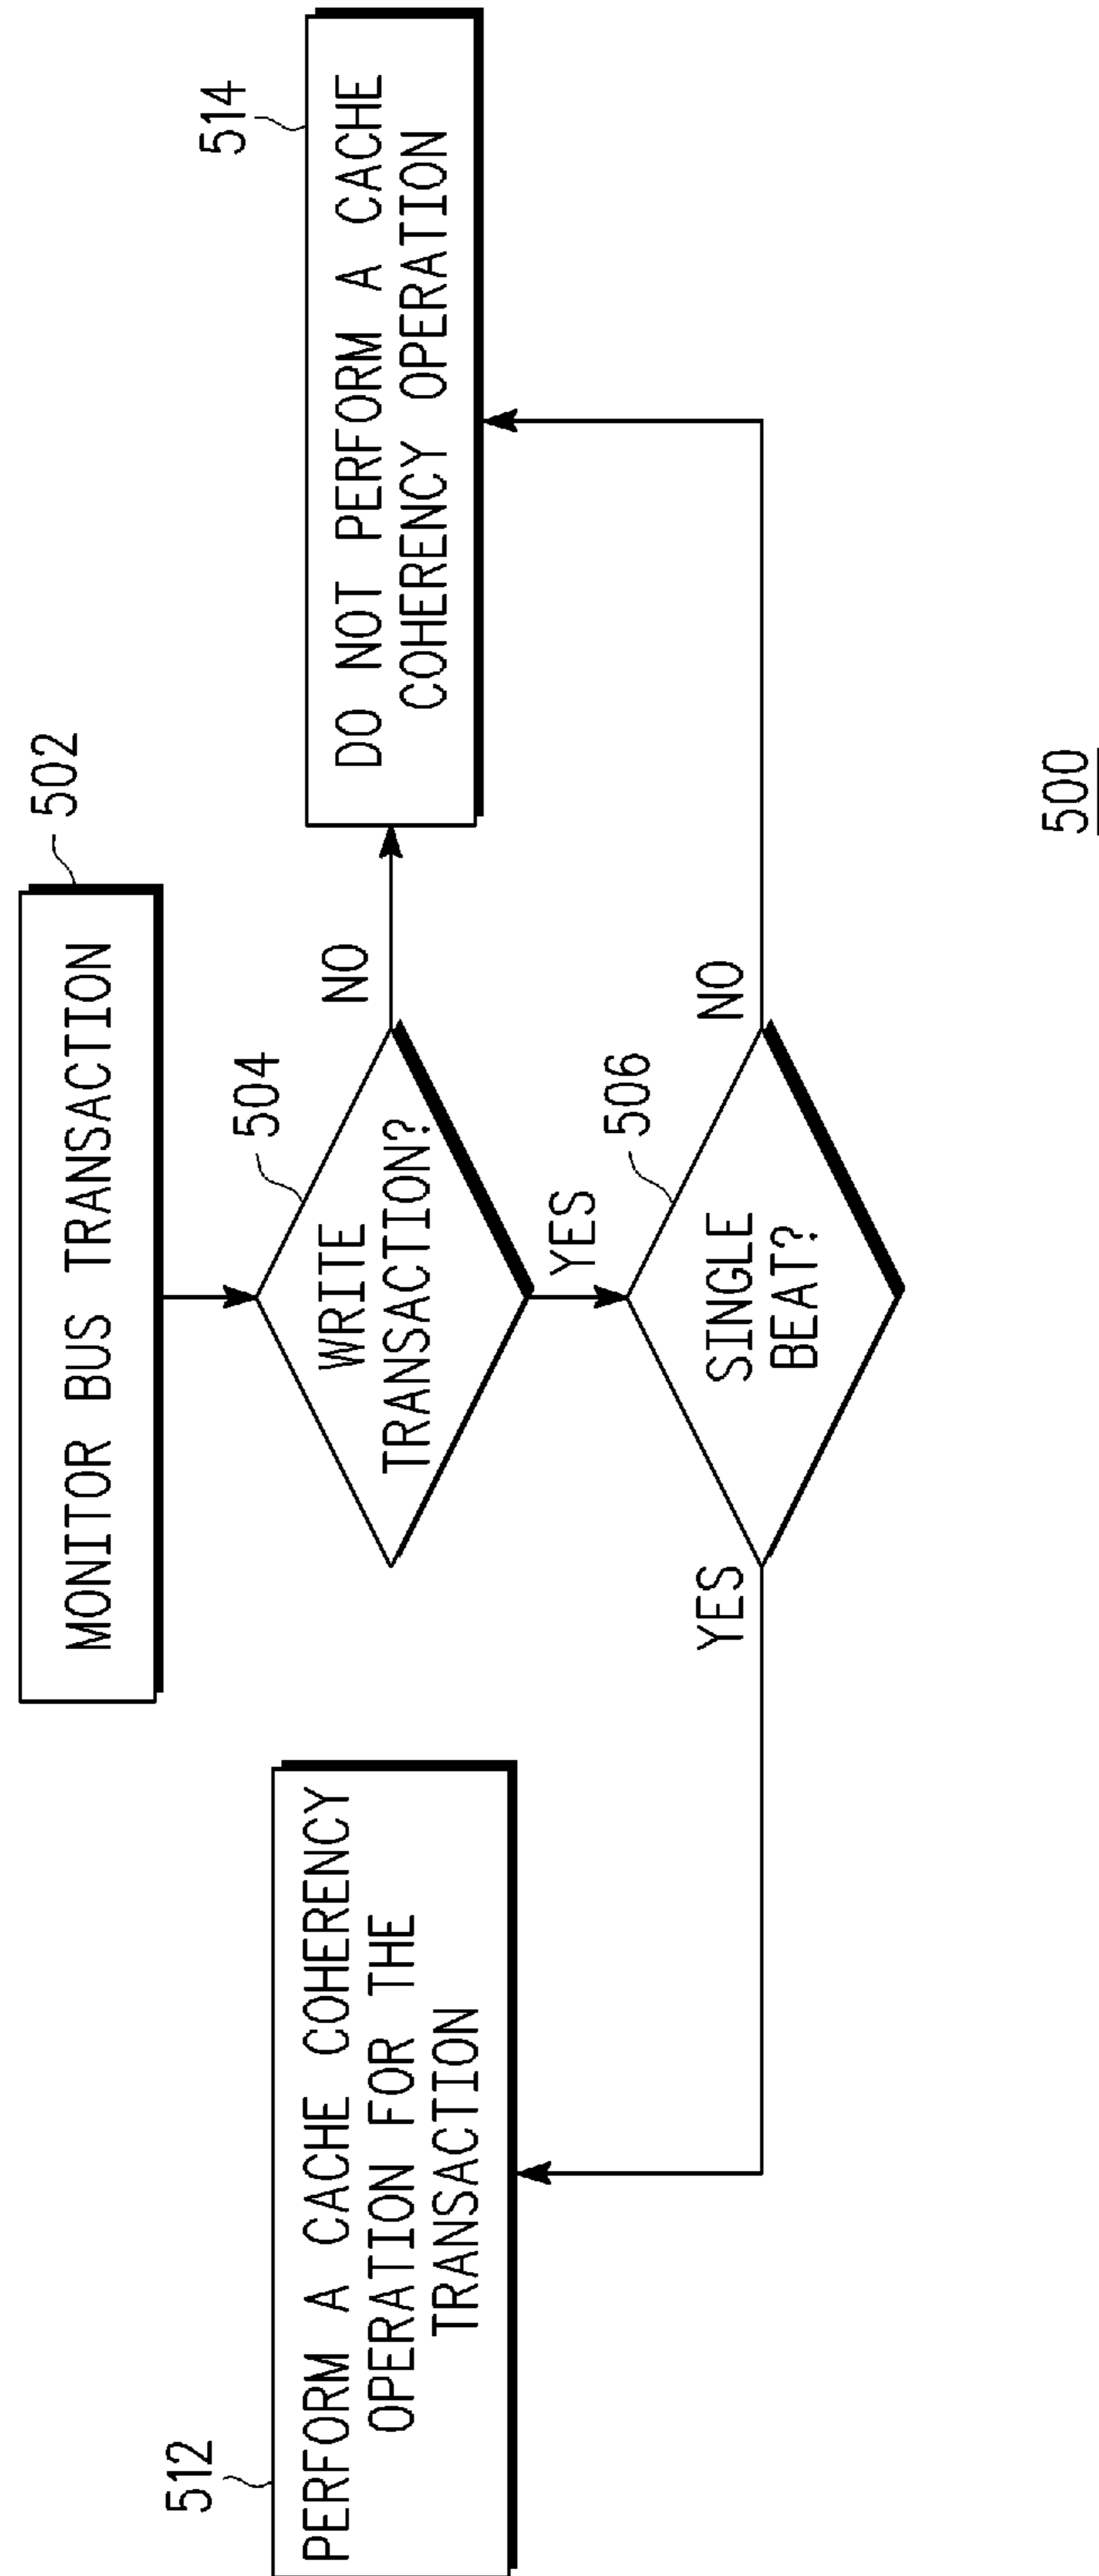 MONITOR BUS TRANSACTION
502
504
WRITE
TRANSACTION?
NO
514
DO NOT PERFORM A CACHE
COHERENCY OPERATION
YES
506
SINGLE
BEAT?
NO
YES
512
PERFORM A CACHE COHERENCY
OPERATION FOR THE
TRANSACTION
500